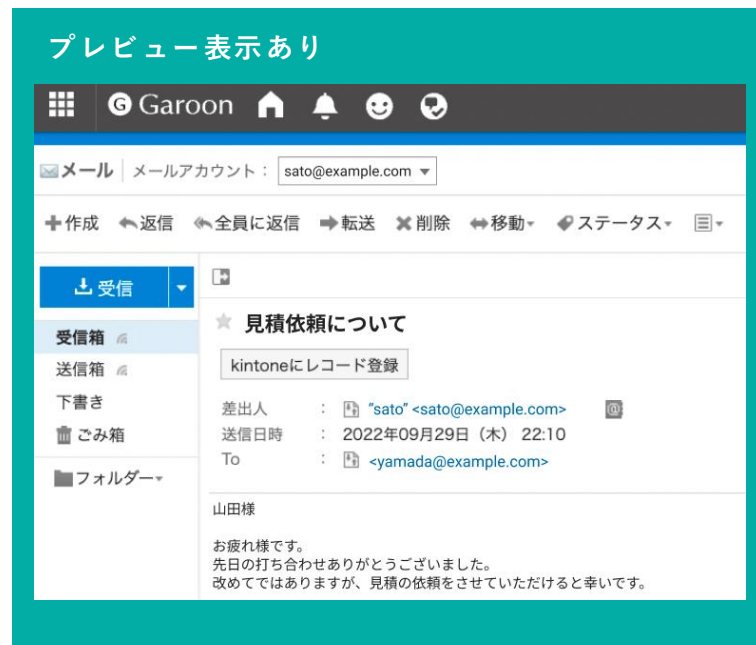 プレビュー表示あり
G Garoon
メール メールアカウント： sato@example.com
作成 返信 全員に返信 転送 削除 移動 ステータス
受信
見積依頼について
受信箱
kintoneにレコード登録
送信箱
下書き
差出人 ： "sato" <sato@example.com> @
ごみ箱
送信日時 ： 2022年09月29日（木） 22:10
To ： <yamada@example.com>
フォルダー
山田様
お疲れ様です。
先日の打ち合わせありがとうございました。
改めてではありますが、見積の依頼をさせていただけると幸いです。